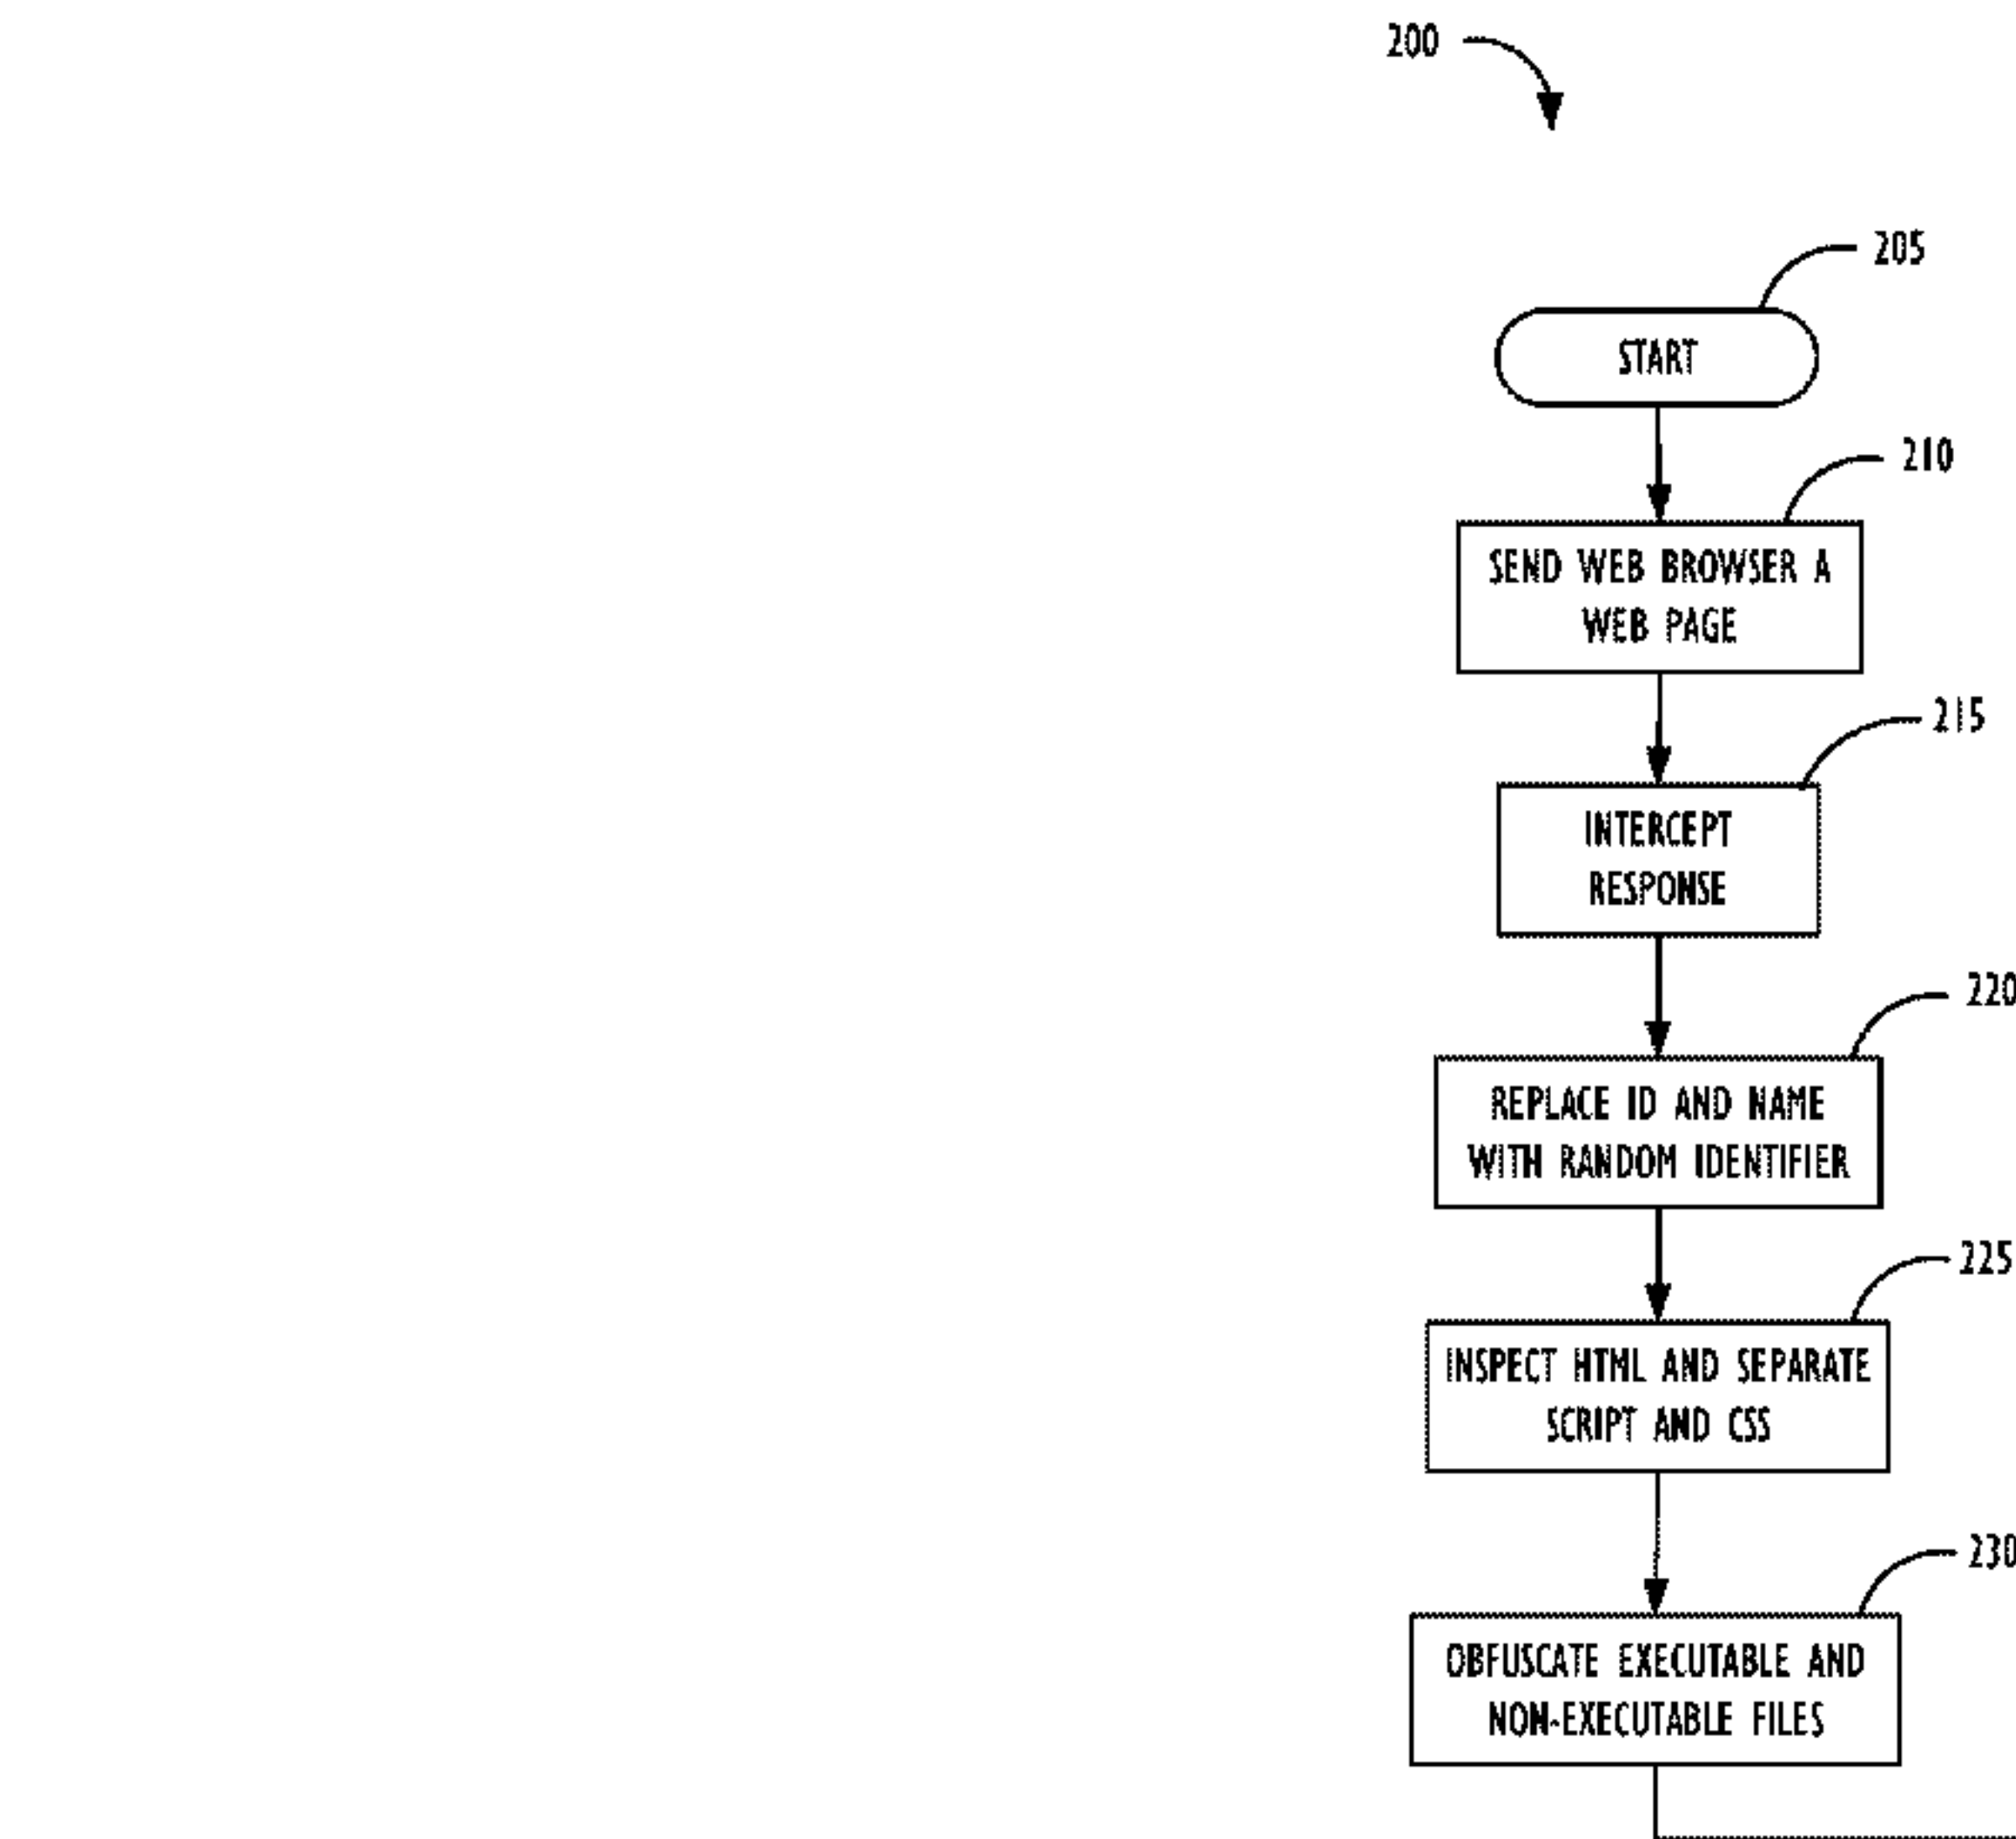 200
205
START
210
SEND WEB BROWSER A
WEB PAGE
215
INTERCEPT
RESPONSE
220
REPLACE ID AND NAME
WITH RANDOM IDENTIFIER
225
INSPECT HTML AND SEPARATE
SCRIPT AND CSS
230
OBFUSCATE EXECUTABLE AND
NON-EXECUTABLE FILES